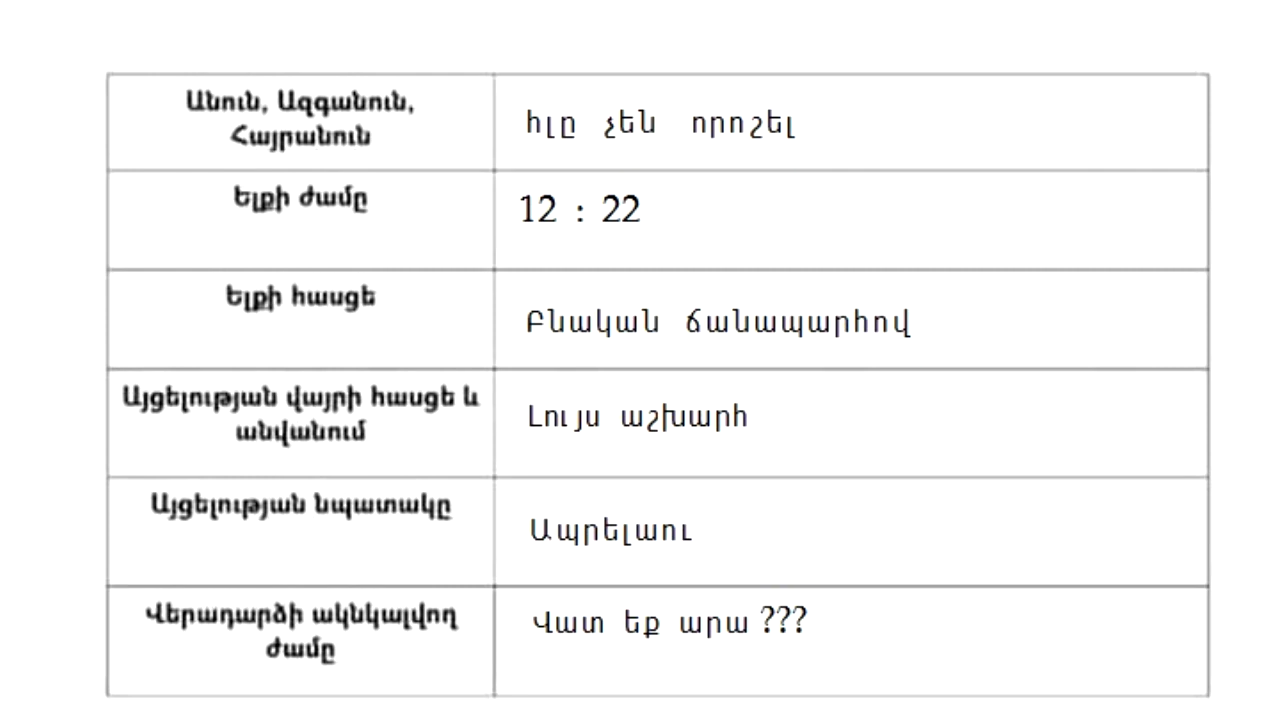 Անուն, Ազգանուն,
Հայրանուն
հլը չեն որոշել
Ելքի ժամը
12 : 22
Ելքի հասցե
Բնական ճանապարհով
Այցելության վայրի հասցե և
անվանում
Լույս աշխարհ
Այցելության նպատակը
Ապրելաու
Վերադարձի ակնկալվող
ժամը
Վատ եք արա ???